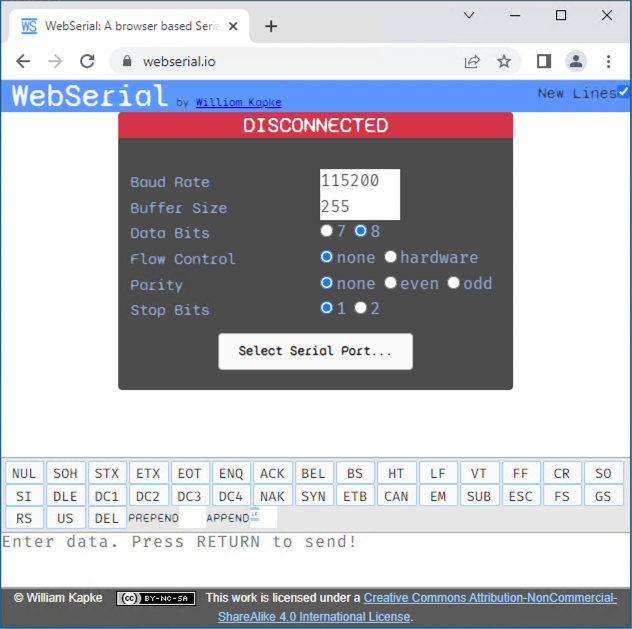 WS WebSerial: A browser based Seria
webserial.io
WebSerial by William Kapke New Lines
DISCONNECTED
Baud Rate 115200
Buffer Size 255
Data Bits 7 8
Flow Control none hardware
Parity none even odd
Stop Bits 1 2
Select Serial Port...
NUL SOH STX ETX EOT ENQ ACK BEL BS HT LF VT FF CR SO
SI DLE DC1 DC2 DC3 DC4 NAK SYN ETB CAN EM SUB ESC FS GS
RS US DEL PREPEND APPEND LF
Enter data. Press RETURN to send!
© William Kapke (cc) BY-NC-SA This work is licensed under a Creative Commons Attribution-NonCommercial-
ShareAlike 4.0 International License.